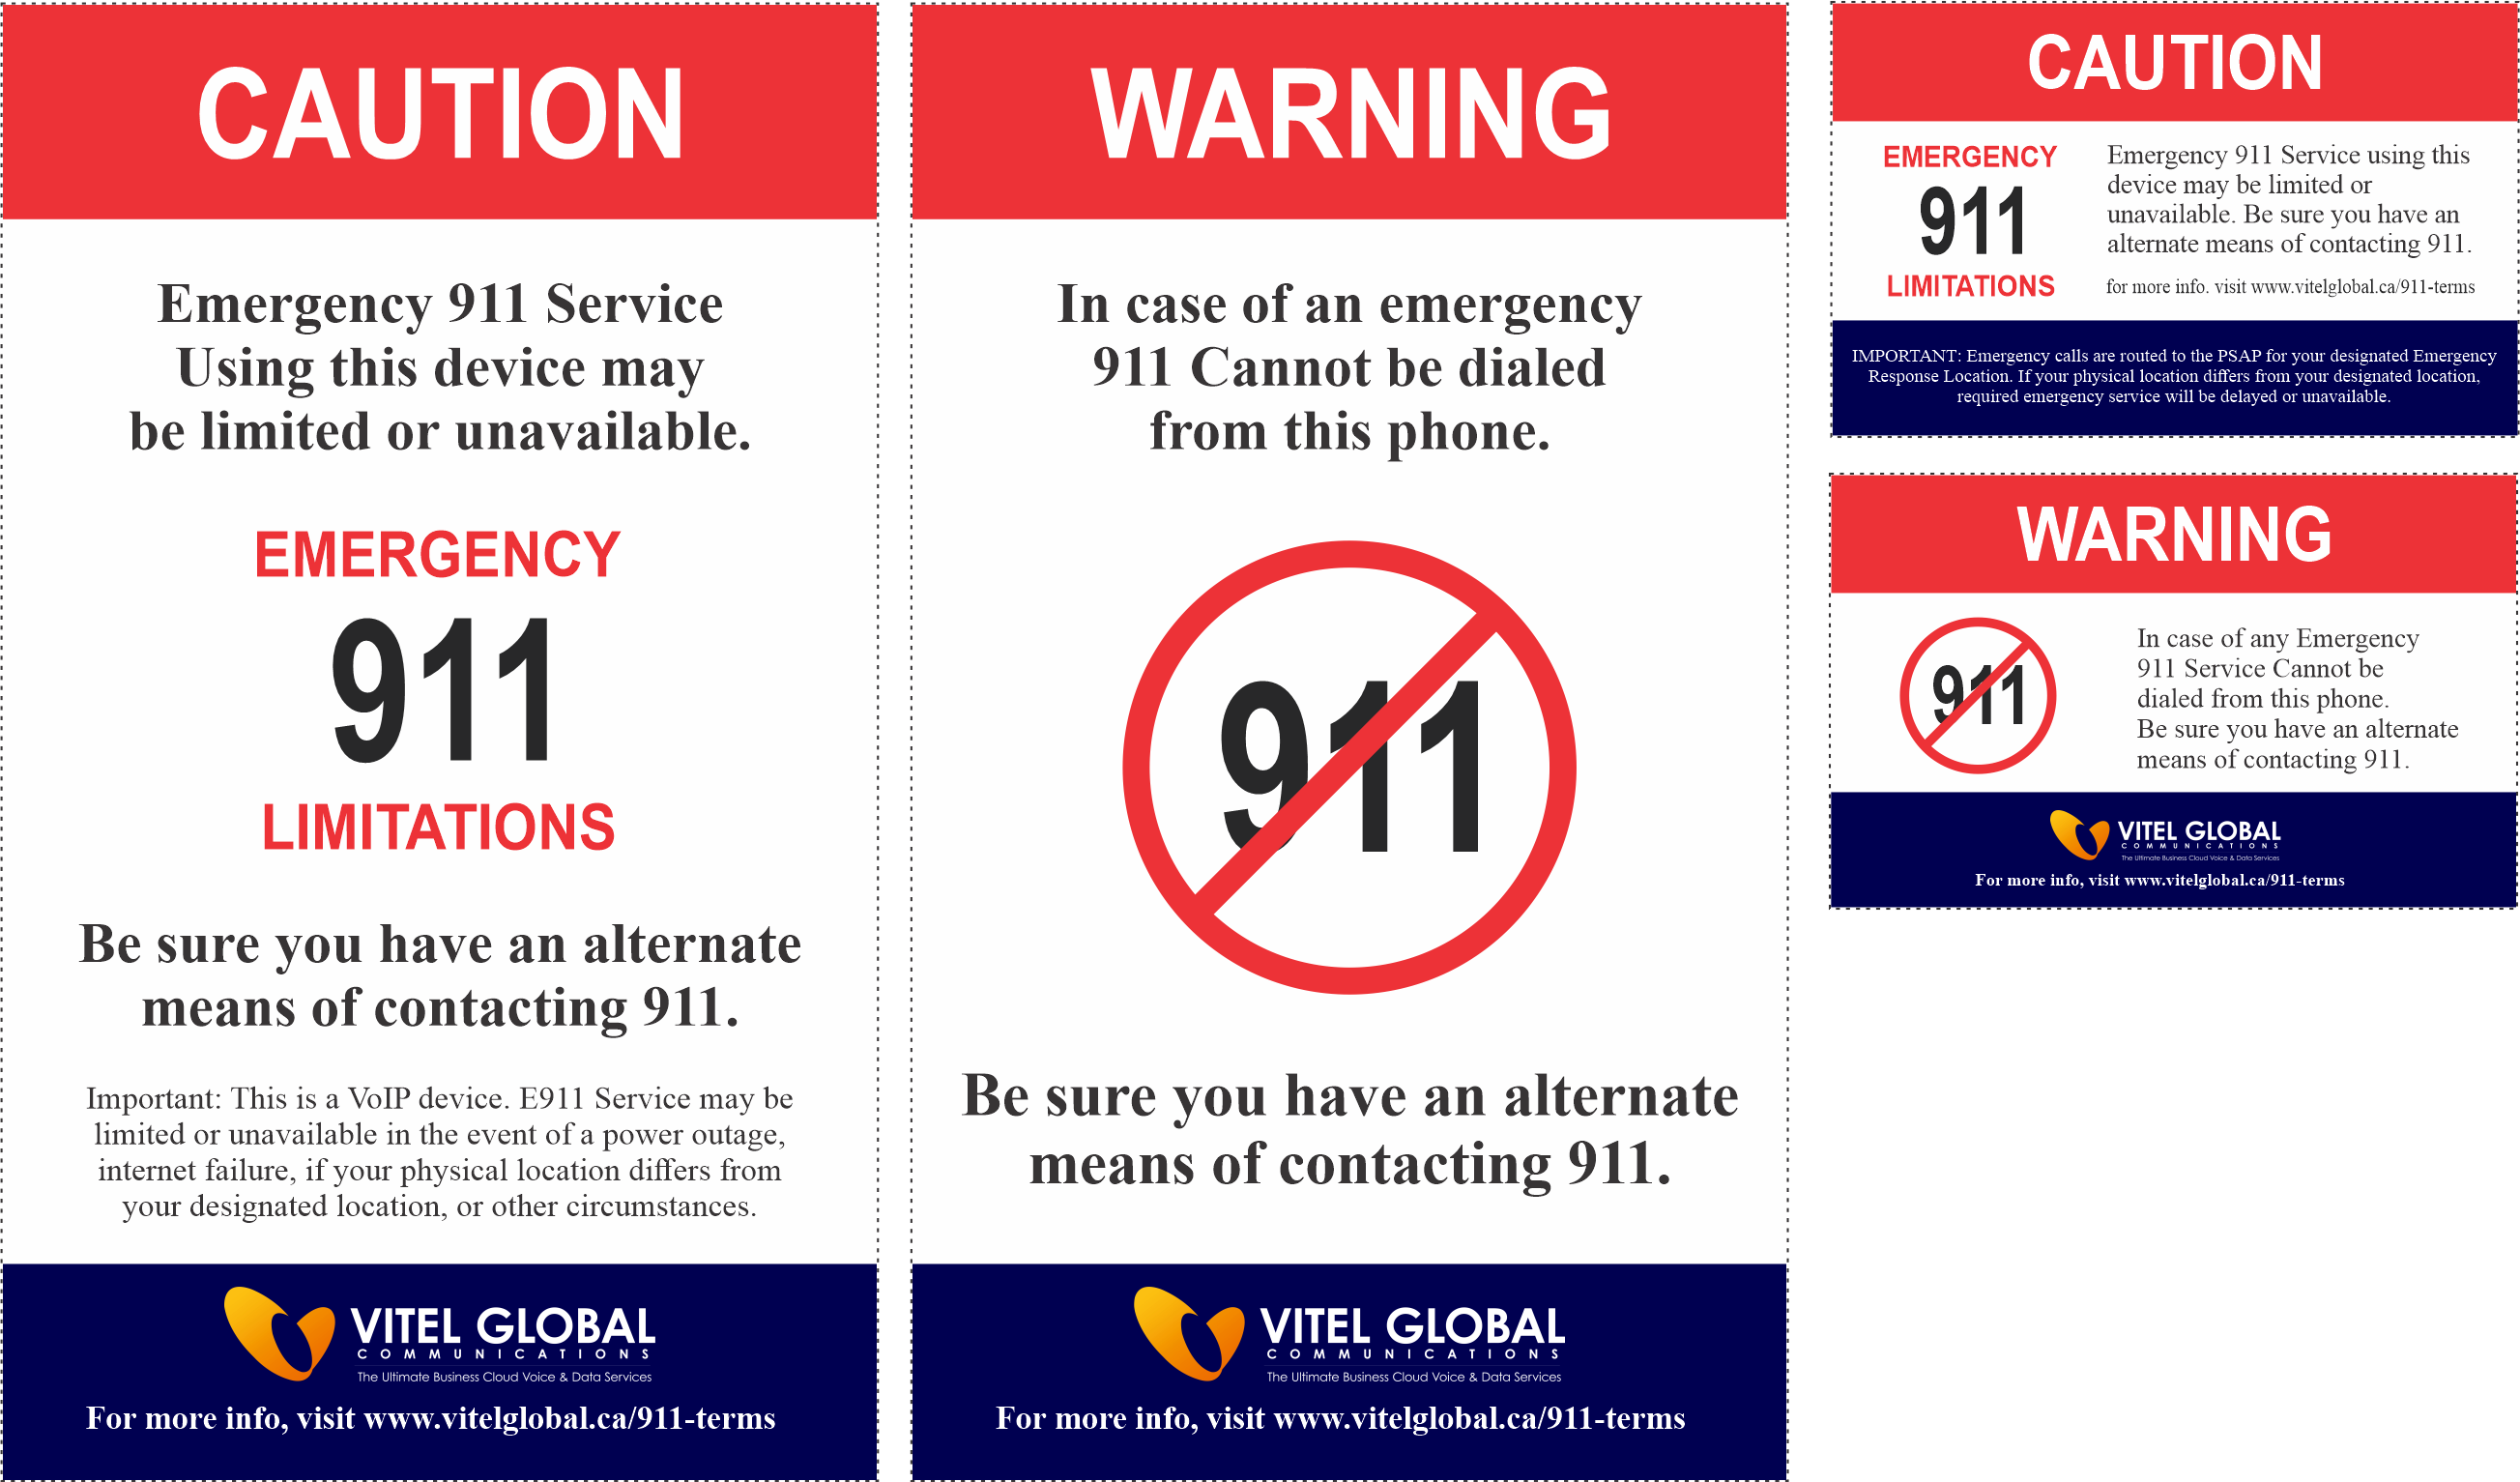 CAUTION
Emergency 911 Service
Using this device may
be limited or unavailable.
EMERGENCY
911
LIMITATIONS
Be sure you have an alternate
means of contacting 911.
Important: This is a VoIP device. E911 Service may be
limited or unavailable in the event of a power outage,
internet failure, if your physical location differs from
your designated location, or other circumstances.
VITEL GLOBAL
COMMUNICATIONS
The Ultimate Business Cloud Voice & Data Services
For more info, visit www.vitelglobal.ca/911-terms
WARNING
In case of an emergency
911 Cannot be dialed
from this phone.
911
Be sure you have an alternate
means of contacting 911.
VITEL GLOBAL
COMMUNICATIONS
The Ultimate Business Cloud Voice & Data Services
For more info, visit www.vitelglobal.ca/911-terms
CAUTION
EMERGENCY
911
LIMITATIONS
Emergency 911 Service using this
device may be limited or
unavailable. Be sure you have an
alternate means of contacting 911.
for more info. visit www.vitelglobal.ca/911-terms
IMPORTANT: Emergency calls are routed to the PSAP for your designated Emergency
Response Location. If your physical location differs from your designated location,
required emergency service will be delayed or unavailable.
WARNING
911
In case of any Emergency
911 Service Cannot be
dialed from this phone.
Be sure you have an alternate
means of contacting 911.
VITEL GLOBAL
COMMUNICATIONS
The Ultimate Business Cloud Voice & Data Services
For more info, visit www.vitelglobal.ca/911-terms